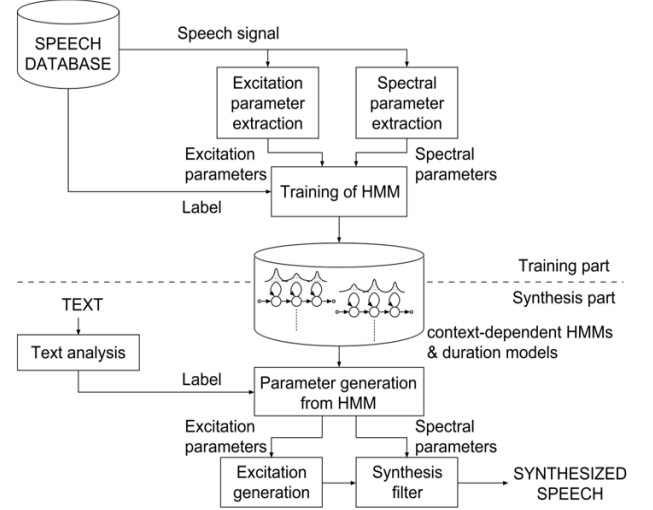 Speech signal
SPEECH
DATABASE
Excitation
parameter
extraction
Spectral
parameter
extraction
Excitation
parameters
Spectral
parameters
Training of HMM
Label
Training part
Synthesis part
TEXT
context-dependent HMMs
& duration models
Text analysis
Label
Parameter generation
from HMM
Excitation
parameters
Spectral
parameters
Excitation
generation
Synthesis
filter
SYNTHESIZED
SPEECH